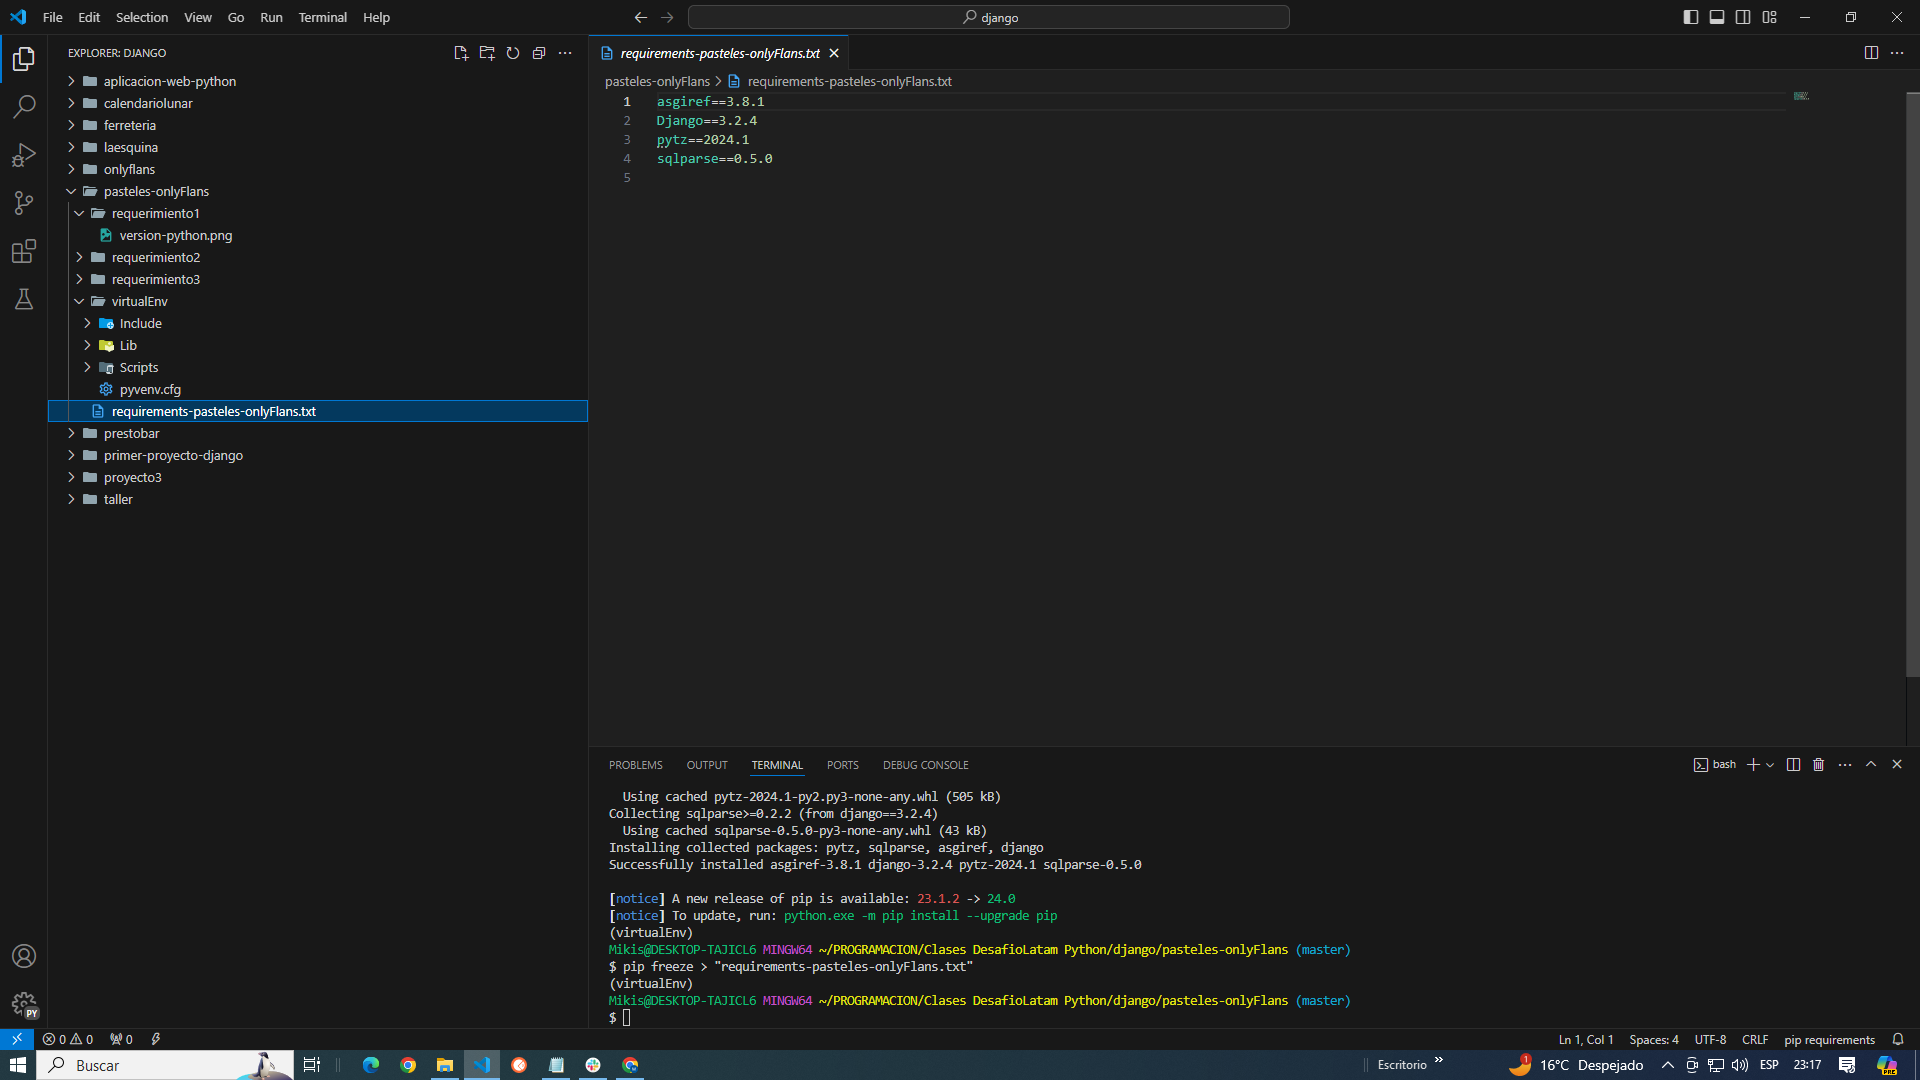 File Edit Selection View Go Run Terminal Help
django
EXPLORER: DJANGO
aplicacion-web-python
calendariolunar
ferreteria
laesquina
onlyflans
pasteles-onlyFlans
requerimiento1
version-python.png
requerimiento2
requerimiento3
virtualEnv
Include
Lib
Scripts
pyvenv.cfg
requirements-pasteles-onlyFlans.txt
prestobar
primer-proyecto-django
proyecto3
taller
requirements-pasteles-onlyFlans.txt
pasteles-onlyFlans > requirements-pasteles-onlyFlans.txt
1 asgiref==3.8.1
2 Django==3.2.4
3 pytz==2024.1
4 sqlparse==0.5.0
5
PROBLEMS OUTPUT TERMINAL PORTS DEBUG CONSOLE
bash
Using cached pytz-2024.1-py2.py3-none-any.whl (505 kB)
Collecting sqlparse>=0.2.2 (from django==3.2.4)
Using cached sqlparse-0.5.0-py3-none-any.whl (43 kB)
Installing collected packages: pytz, sqlparse, asgiref, django
Successfully installed asgiref-3.8.1 django-3.2.4 pytz-2024.1 sqlparse-0.5.0
[notice] A new release of pip is available: 23.1.2 -> 24.0
[notice] To update, run: python.exe -m pip install --upgrade pip
(virtualEnv)
Mikis@DESKTOP-TAJICL6 MINGW64 ~/PROGRAMACION/Clases DesafioLatam Python/django/pasteles-onlyFlans (master)
$ pip freeze > "requirements-pasteles-onlyFlans.txt"
(virtualEnv)
Mikis@DESKTOP-TAJICL6 MINGW64 ~/PROGRAMACION/Clases DesafioLatam Python/django/pasteles-onlyFlans (master)
$
PY
0 0 0
Ln 1, Col 1 Spaces: 4 UTF-8 CRLF pip requirements
Buscar
Escritorio
1
16°C Despejado
ESP
23:17
PRE